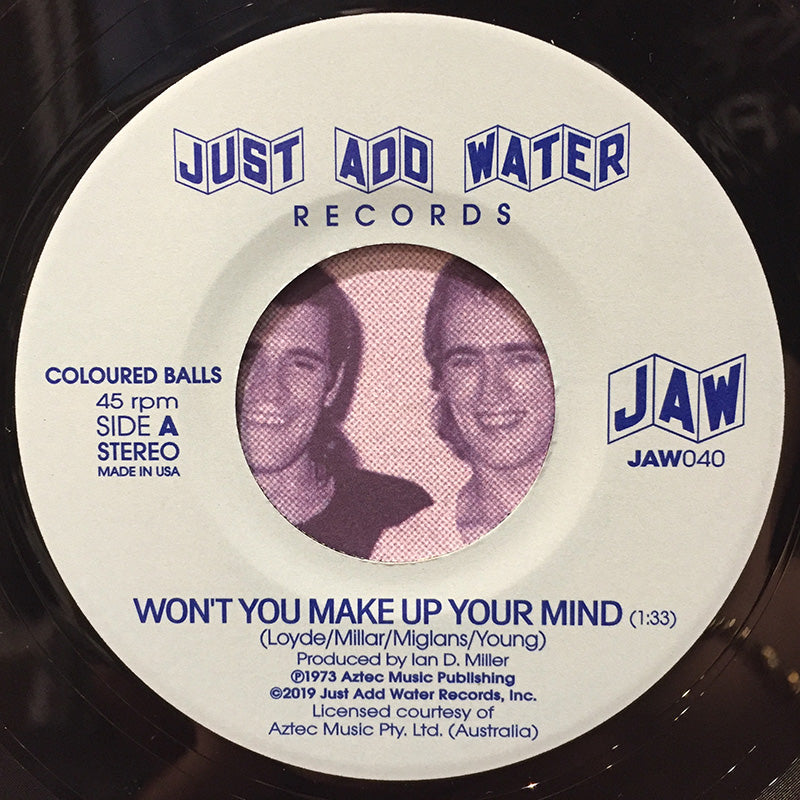 JUST ADD WATER
RECORDS
COLOURED BALLS
45 rpm
SIDE A
STEREO
MADE IN USA
JAW
JAW040
WON'T YOU MAKE UP YOUR MIND (1:33)
(Loyde/Millar/Miglans/Young)
Produced by Ian D. Miller
℗1973 Aztec Music Publishing
©2019 Just Add Water Records, Inc.
Licensed courtesy of
Aztec Music Pty. Ltd. (Australia)